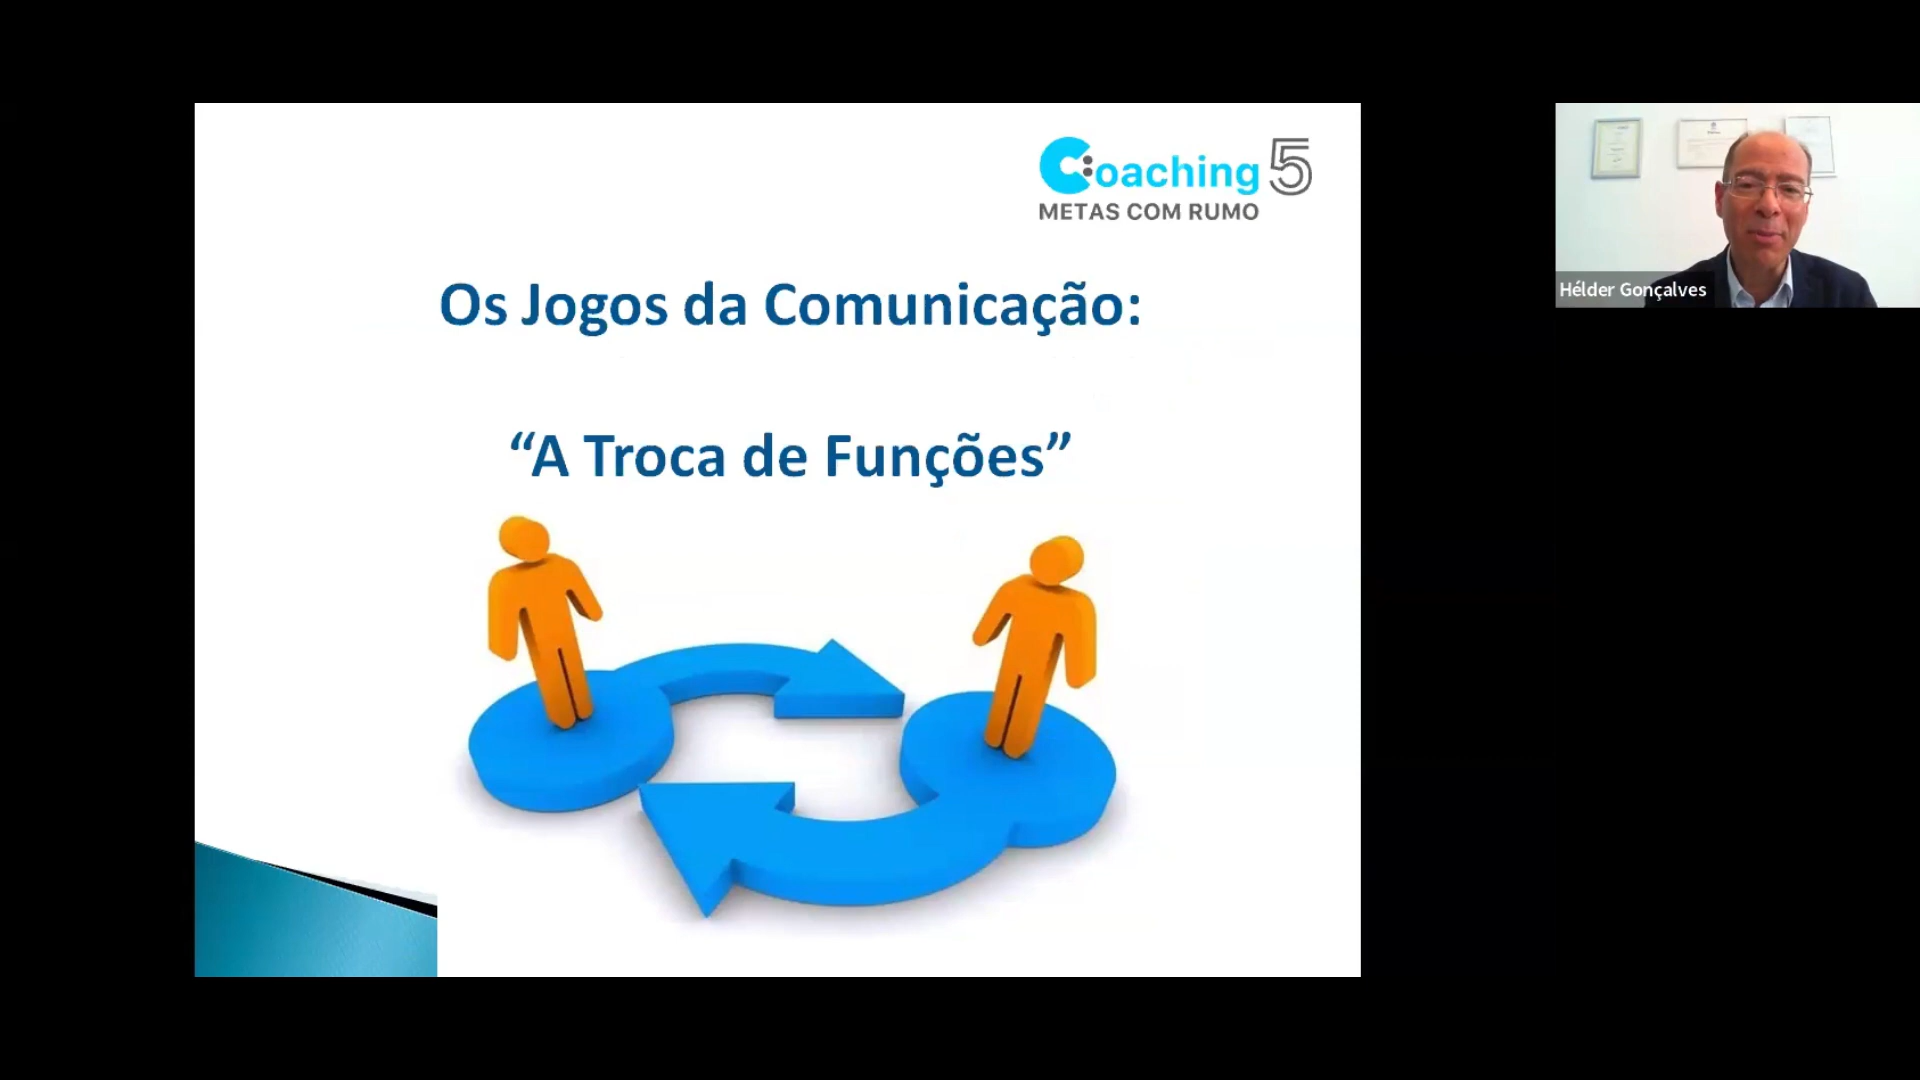 Coaching 5
METAS COM RUMO
Os Jogos da Comunicação:
“A Troca de Funções”
Hélder Gonçalves